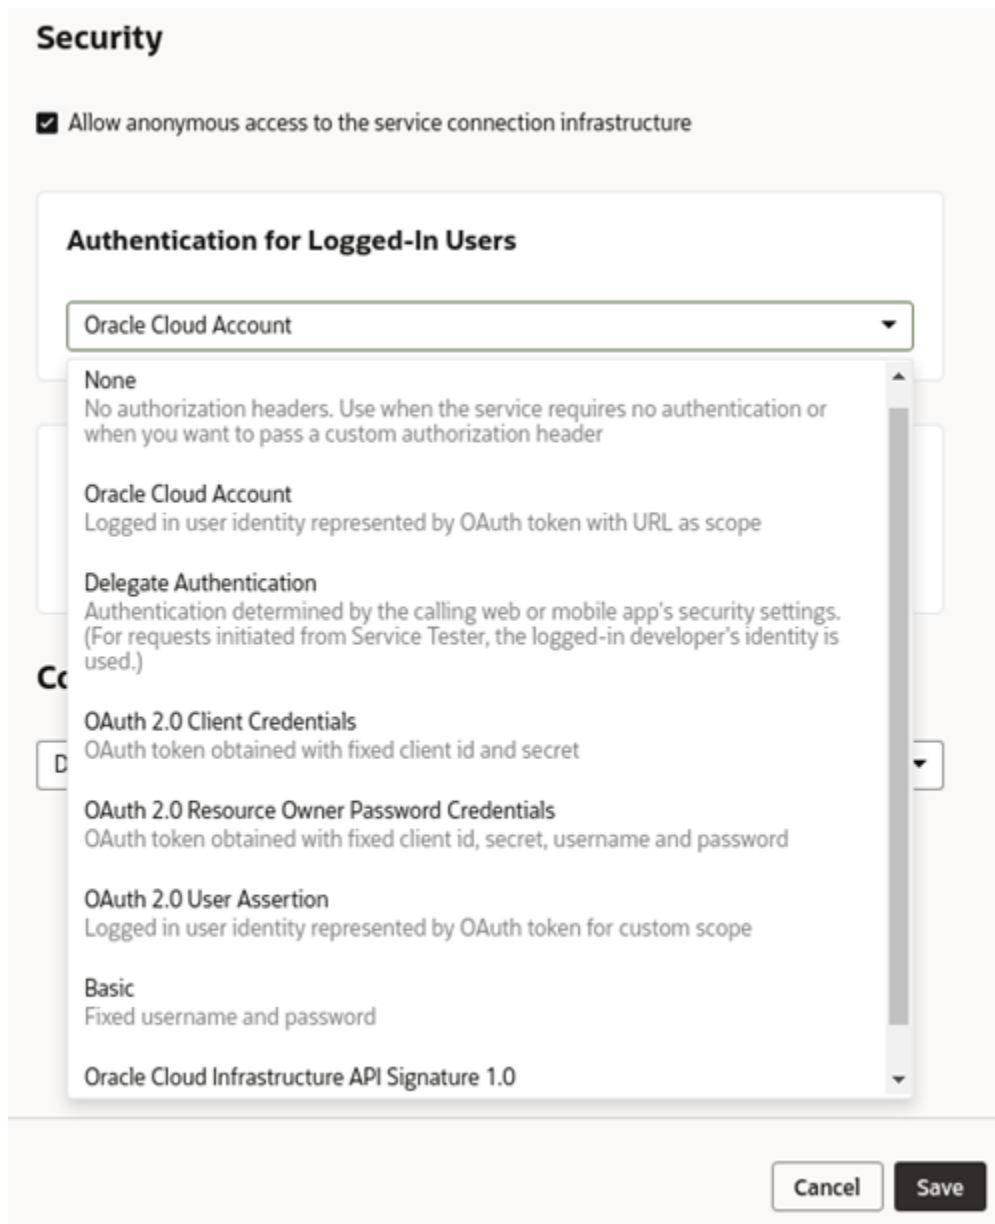 Security
Allow anonymous access to the service connection infrastructure
Authentication for Logged-In Users
Oracle Cloud Account
None
No authorization headers. Use when the service requires no authentication or
when you want to pass a custom authorization header
Oracle Cloud Account
Logged in user identity represented by OAuth token with URL as scope
Delegate Authentication
Authentication determined by the calling web or mobile app's security settings.
(For requests initiated from Service Tester, the logged-in developer's identity is
used.)
OAuth 2.0 Client Credentials
OAuth token obtained with fixed client id and secret
OAuth 2.0 Resource Owner Password Credentials
OAuth token obtained with fixed client id, secret, username and password
OAuth 2.0 User Assertion
Logged in user identity represented by OAuth token for custom scope
Basic
Fixed username and password
Oracle Cloud Infrastructure API Signature 1.0
Cancel
Save